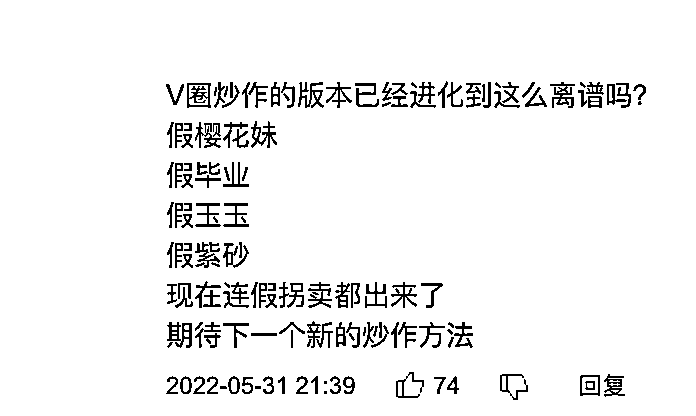 V圈炒作的版本已经进化到这么离谱吗?
假樱花妹
假毕业
假玉玉
假紫砂
现在连假拐卖都出来了
期待下一个新的炒作方法
2022-05-31 21:39 74 回复